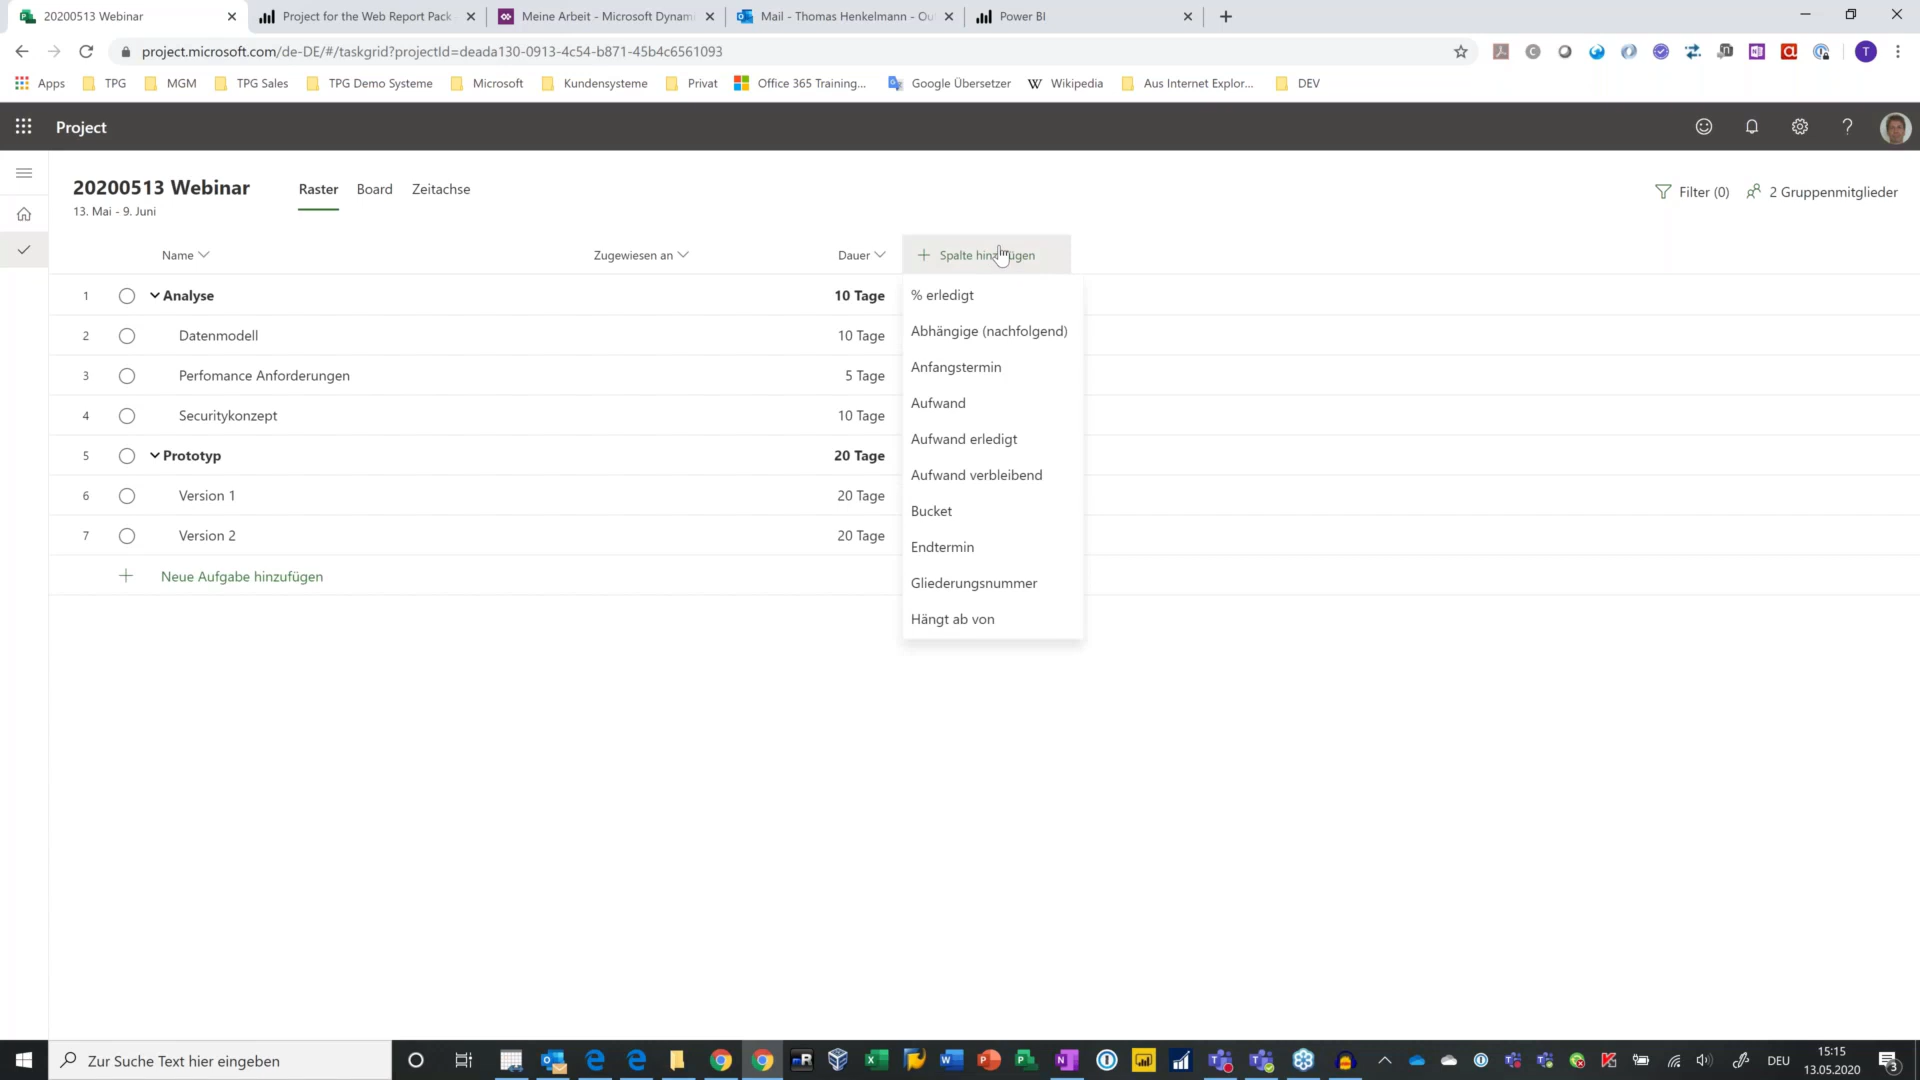 20200513 Webinar
Project for the Web Report Pack
Meine Arbeit - Microsoft Dynami
Mail - Thomas Henkelmann - Ou
Power BI
project.microsoft.com/de-DE/#/taskgrid?projectId=deada130-0913-4c54-b871-45b4c6561093
T
Apps
TPG
MGM
TPG Sales
TPG Demo Systeme
Microsoft
Kundensysteme
Privat
Office 365 Training...
Google Übersetzer
Wikipedia
Aus Internet Explor...
DEV
Project
20200513 Webinar
13. Mai - 9. Juni
Raster
Board
Zeitachse
Filter (0)
2 Gruppenmitglieder
Name
Zugewiesen an
Dauer
Spalte hinzufügen
1 Analyse 10 Tage
2 Datenmodell 10 Tage
3 Perfomance Anforderungen 5 Tage
4 Securitykonzept 10 Tage
5 Prototyp 20 Tage
6 Version 1 20 Tage
7 Version 2 20 Tage
Neue Aufgabe hinzufügen
% erledigt
Abhängige (nachfolgend)
Anfangstermin
Aufwand
Aufwand erledigt
Aufwand verbleibend
Bucket
Endtermin
Gliederungsnummer
Hängt ab von
Zur Suche Text hier eingeben
DEU
15:15
13.05.2020
3